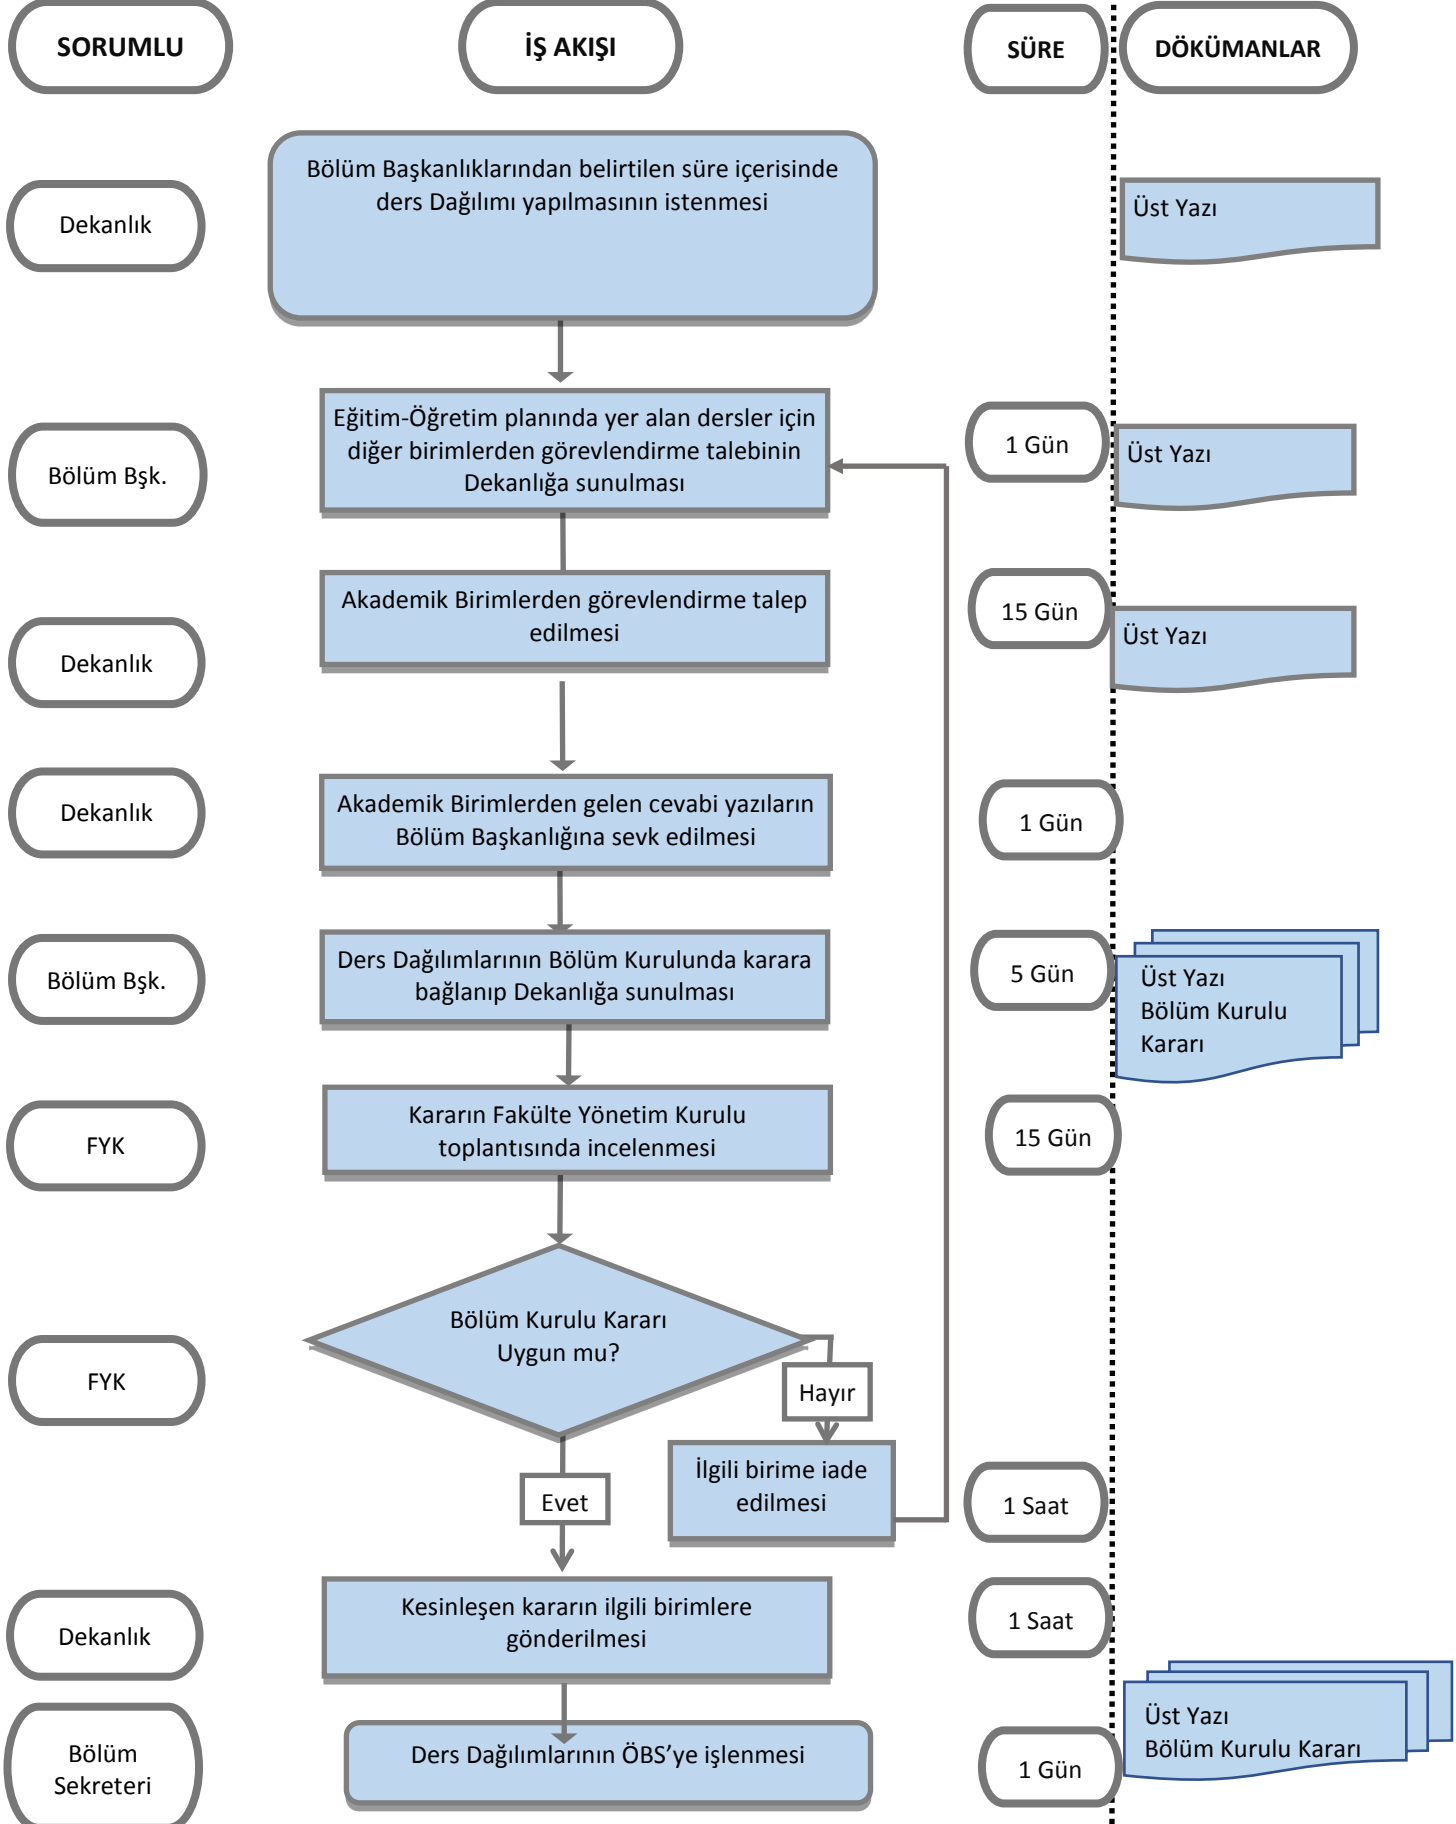 SORUMLU
İŞ AKIŞI
SÜRE
DÖKÜMANLAR
Dekanlık
Bölüm Başkanlıklarından belirtilen süre içerisinde
ders Dağılımı yapılmasının istenmesi
Üst Yazı
Bölüm Bşk.
Eğitim-Öğretim planında yer alan dersler için
diğer birimlerden görevlendirme talebinin
Dekanlığa sunulması
1 Gün
Üst Yazı
Dekanlık
Akademik Birimlerden görevlendirme talep
edilmesi
15 Gün
Üst Yazı
Dekanlık
Akademik Birimlerden gelen cevabi yazıların
Bölüm Başkanlığına sevk edilmesi
1 Gün
Bölüm Bşk.
Ders Dağılımlarının Bölüm Kurulunda karara
bağlanıp Dekanlığa sunulması
5 Gün
Üst Yazı
Bölüm Kurulu
Kararı
FYK
Kararın Fakülte Yönetim Kurulu
toplantısında incelenmesi
15 Gün
FYK
Bölüm Kurulu Kararı
Uygun mu?
Hayır
İlgili birime iade
edilmesi
1 Saat
Evet
Dekanlık
Kesinleşen kararın ilgili birimlere
gönderilmesi
1 Saat
Bölüm
Sekreteri
Ders Dağılımlarının ÖBS’ye işlenmesi
1 Gün
Üst Yazı
Bölüm Kurulu Kararı